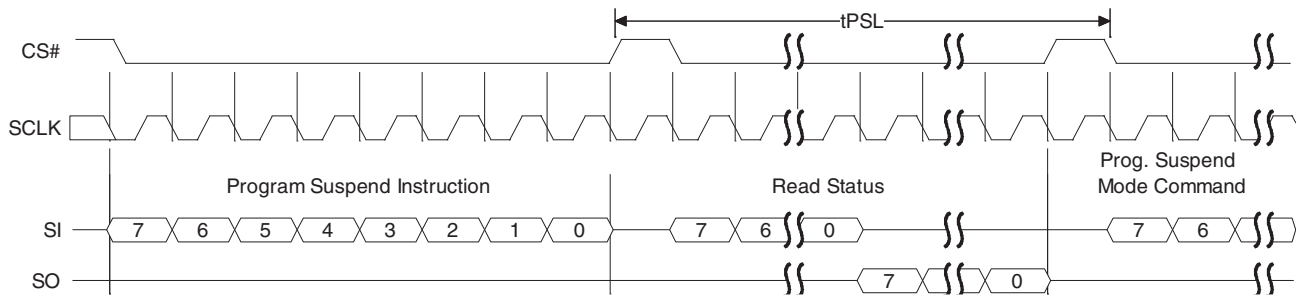 tPSL
CS#
SCLK
Prog. Suspend
Program Suspend Instruction Read Status Mode Command
SI 7 6 5 4 3 2 1 0 7 6 0 7 6
SO 7 0